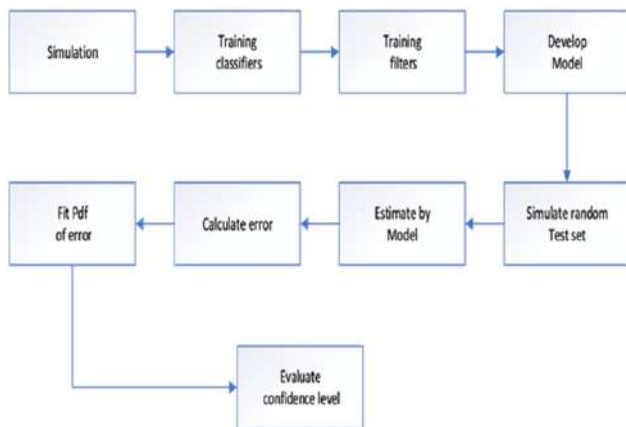 Simulation
Training
classifiers
Training
filters
Develop
Model
Fit Pdf
of error
Calculate error
Estimate by
Model
Simulate random
Test set
Evaluate
confidence level